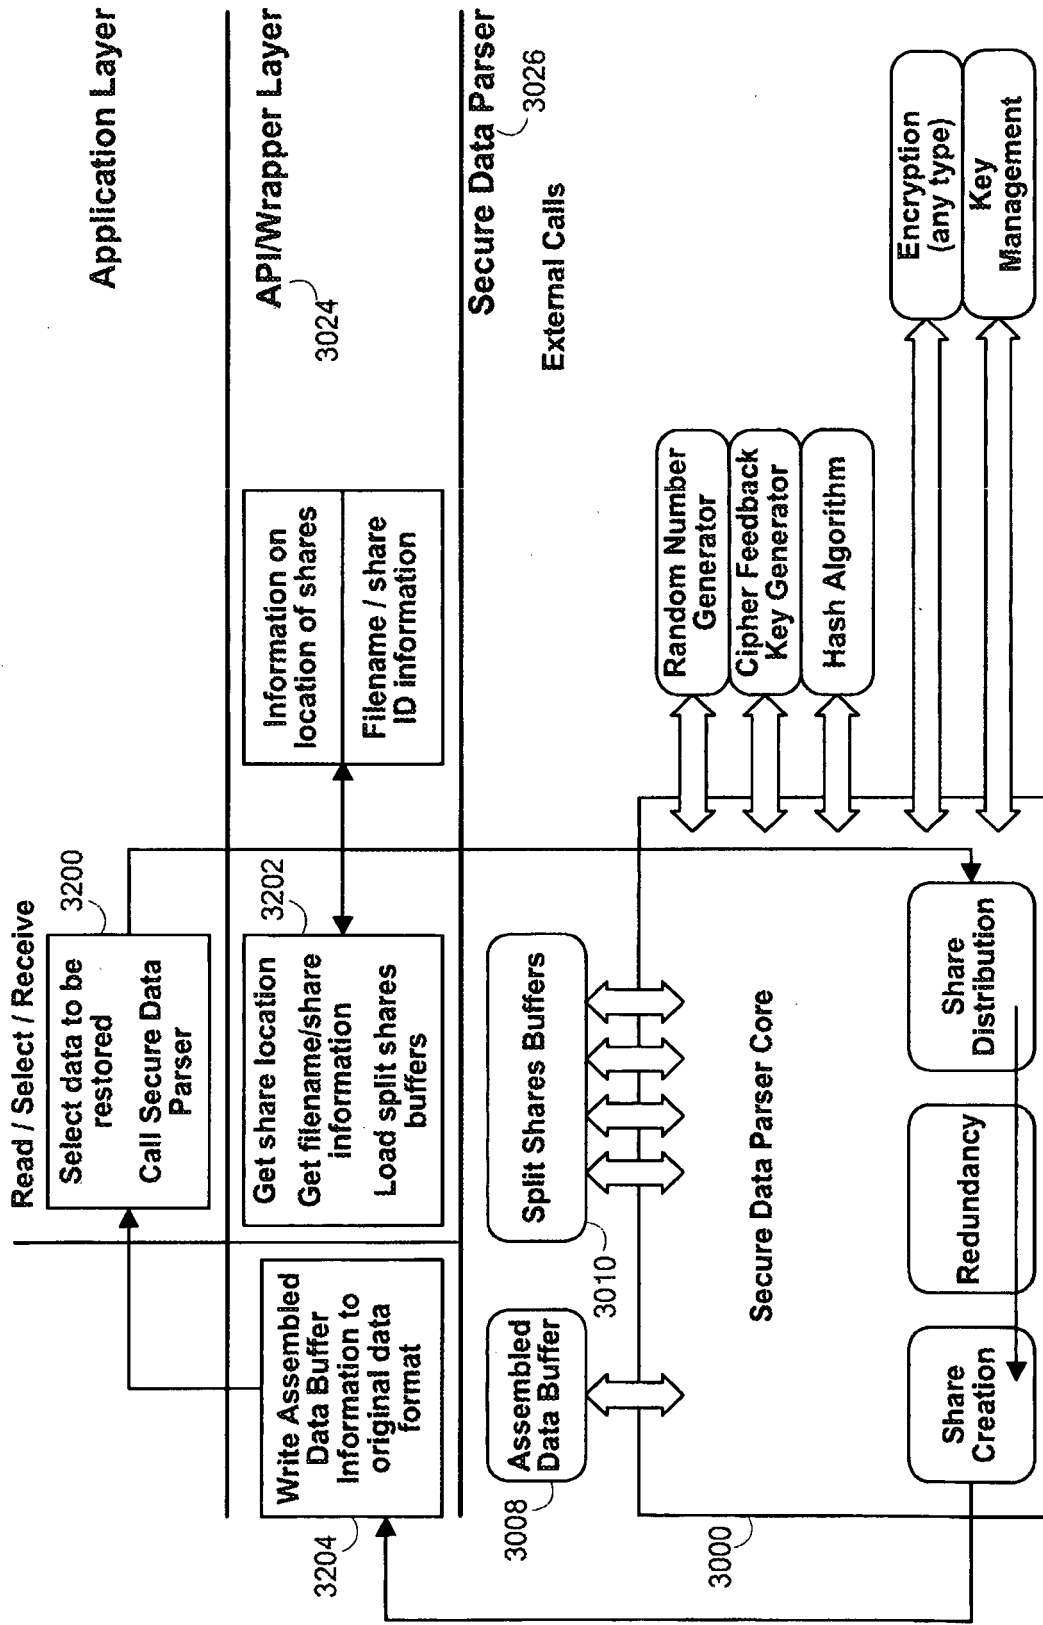 Read / Select / Receive
Application Layer
3200
Select data to be
restored
Call Secure Data
Parser
API/Wrapper Layer
3024
3204
Write Assembled
Data Buffer
Information to
original data
format
3202
Get share location
Get filename/share
information
Load split shares
buffers
Information on
location of shares
Filename / share
ID information
Secure Data Parser
3026
External Calls
3008
Assembled
Data Buffer
3010
Split Shares Buffers
3000
Secure Data Parser Core
Random Number
Generator
Cipher Feedback
Key Generator
Hash Algorithm
Encryption
(any type)
Key
Management
Share
Creation
Redundancy
Share
Distribution